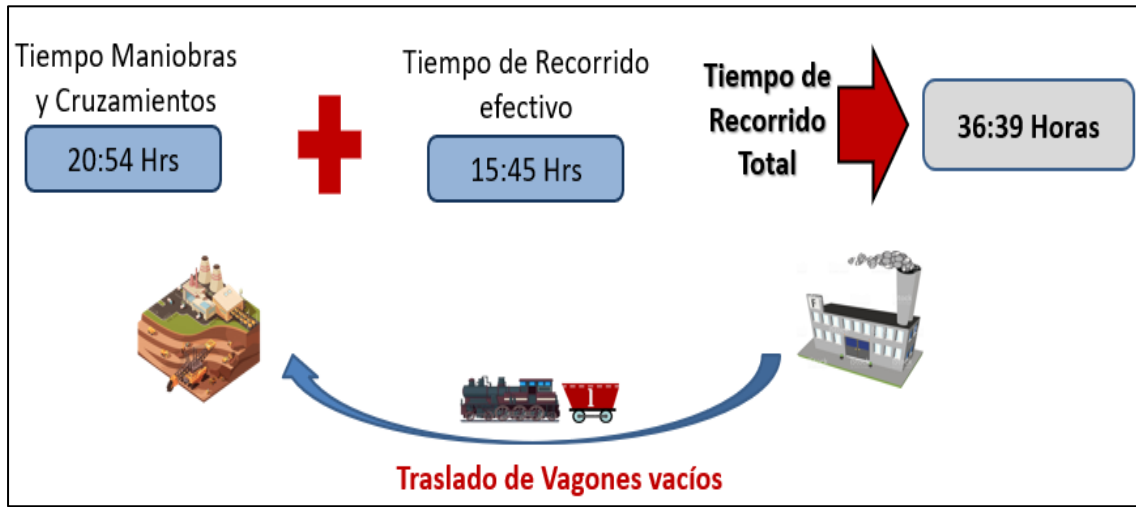 Tiempo Maniobras
y Cruzamientos
20:54 Hrs
Tiempo de Recorrido
efectivo
15:45 Hrs
Tiempo de
Recorrido
Total
36:39 Horas
F
1
Traslado de Vagones vacíos